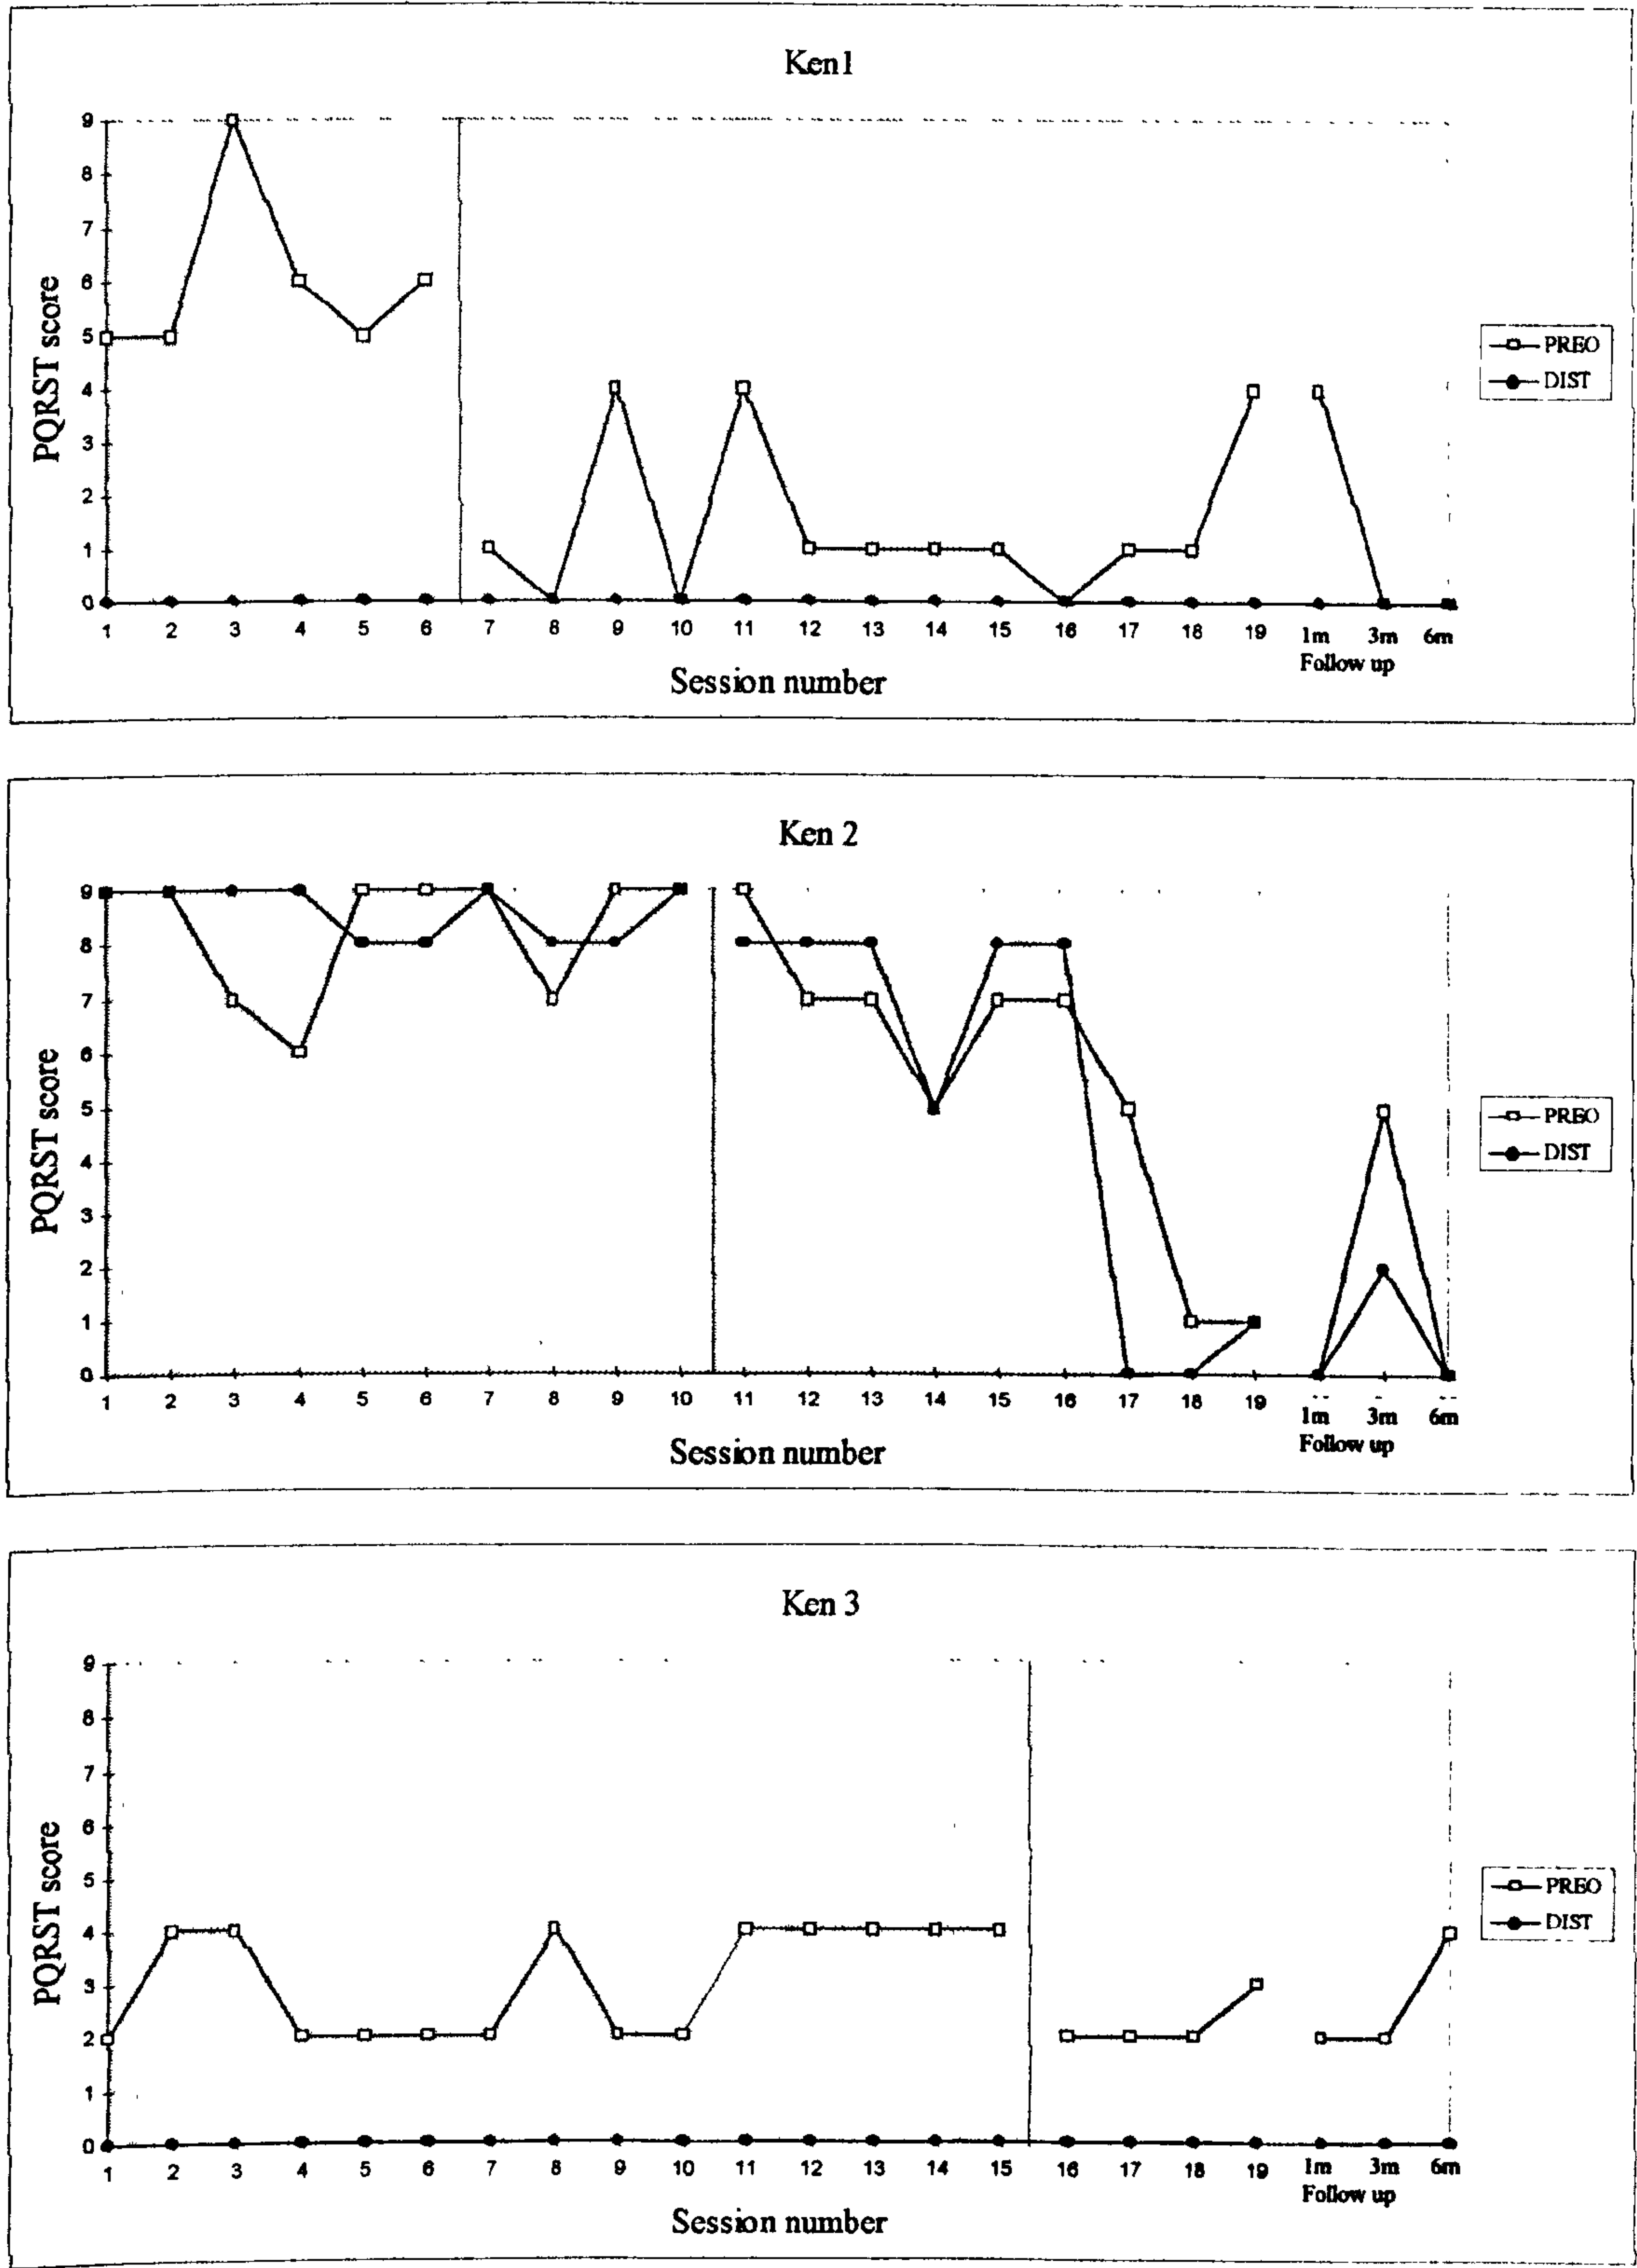 Ken1
9
8
7
6
5
4
3
2
1
0
PQRST score
1 2 3 4 5 6 7 8 9 10 11 12 13 14 15 16 17 18 19 1m 3m 6m
Follow up
Session number
PREO
DIST
Ken 2
9
8
7
6
5
4
3
2
1
0
PQRST score
1 2 3 4 5 6 7 8 9 10 11 12 13 14 15 16 17 18 19
1m 3m 6m
Follow up
Session number
PREO
DIST
Ken 3
9
8
7
6
5
4
3
2
1
0
PQRST score
1 2 3 4 5 6 7 8 9 10 11 12 13 14 15 16 17 18 19 1m 3m 6m
Follow up
Session number
PREO
DIST